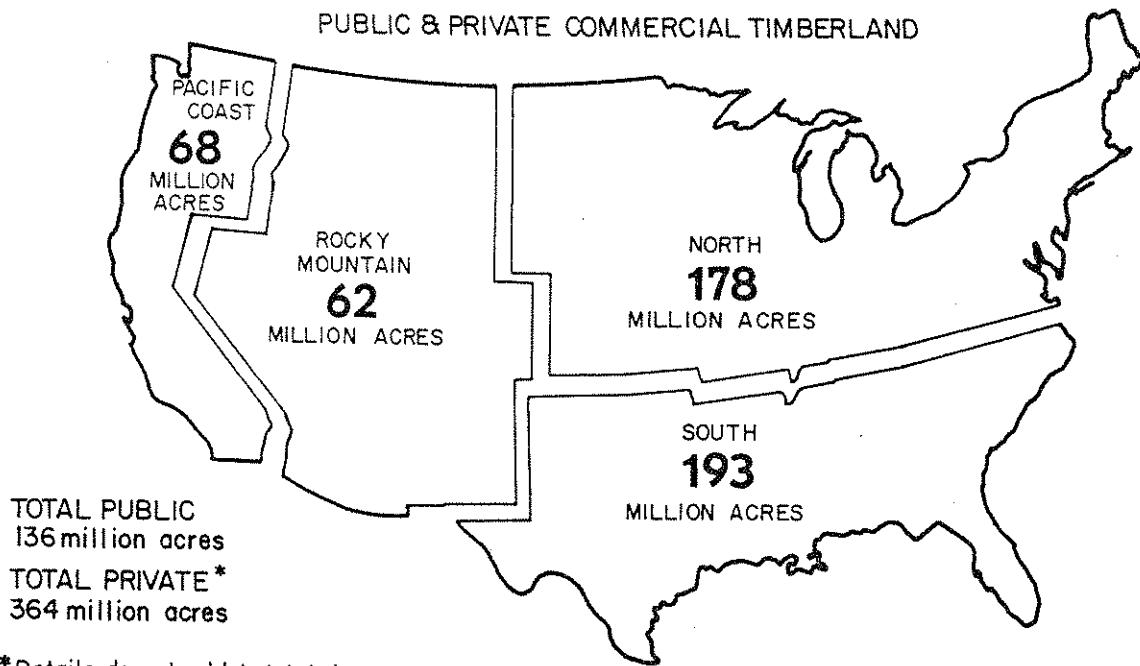 PUBLIC & PRIVATE COMMERCIAL TIMBERLAND
PACIFIC
COAST
68
MILLION
ACRES
ROCKY
MOUNTAIN
62
MILLION ACRES
NORTH
178
MILLION ACRES
SOUTH
193
MILLION ACRES
TOTAL PUBLIC
136 million acres
TOTAL PRIVATE*
364 million acres